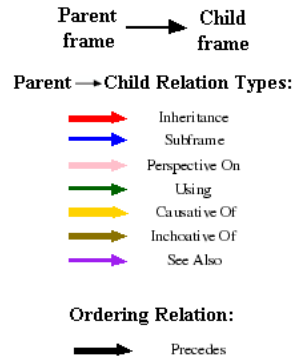 Parent frame → Child frame
Parent → Child Relation Types:
Inheritance
Subframe
Perspective On
Using
Causative Of
Inchoative Of
See Also
Ordering Relation:
Precedes